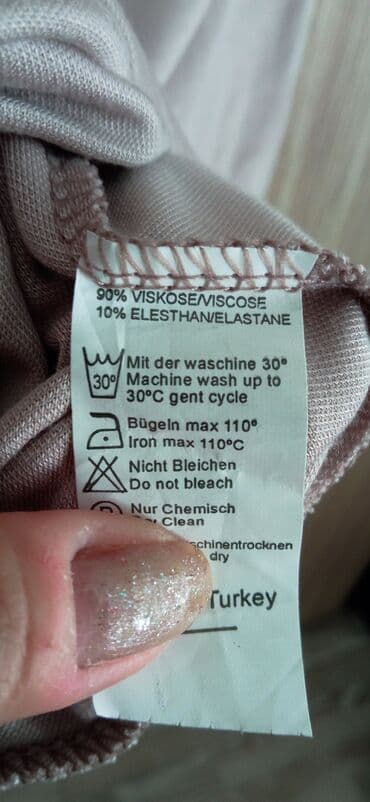 90% VISKOSE/VISCOSE
10% ELESTHAN/ELASTANE
30°
Mit der waschine 30°
Machine wash up to
30°C gent cycle
Bügeln max 110°
Iron max 110°C
Nicht Bleichen
Do not bleach
P
Nur Chemisch
Clean
dry
Turkey